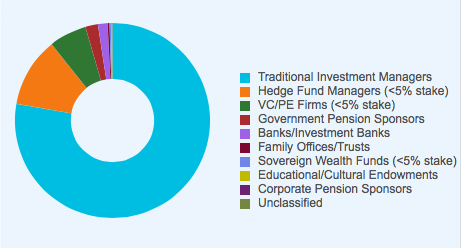 Traditional Investment Managers
Hedge Fund Managers (<5% stake)
VC/PE Firms (<5% stake)
Government Pension Sponsors
Banks/Investment Banks
Family Offices/Trusts
Sovereign Wealth Funds (<5% stake)
Educational/Cultural Endowments
Corporate Pension Sponsors
Unclassified